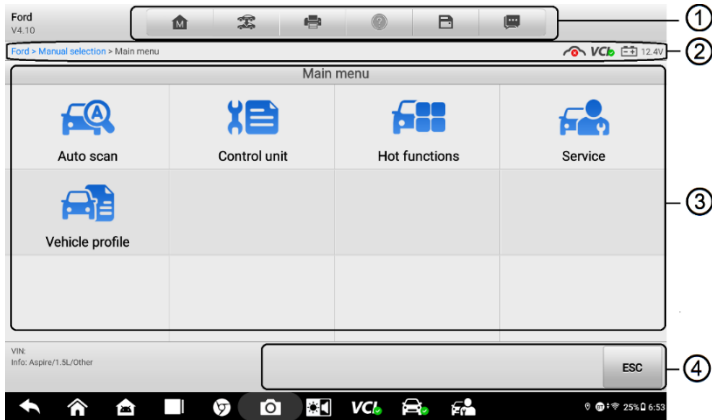 Ford
V4.10
M
?
1
Ford > Manual selection > Main menu
VCI
12.4V
2
Main menu
A
Auto scan
Control unit
Hot functions
Service
3
Vehicle profile
VIN:
Info: Aspire/1.5L/Other
ESC
4
M
VCI
25% 6:53